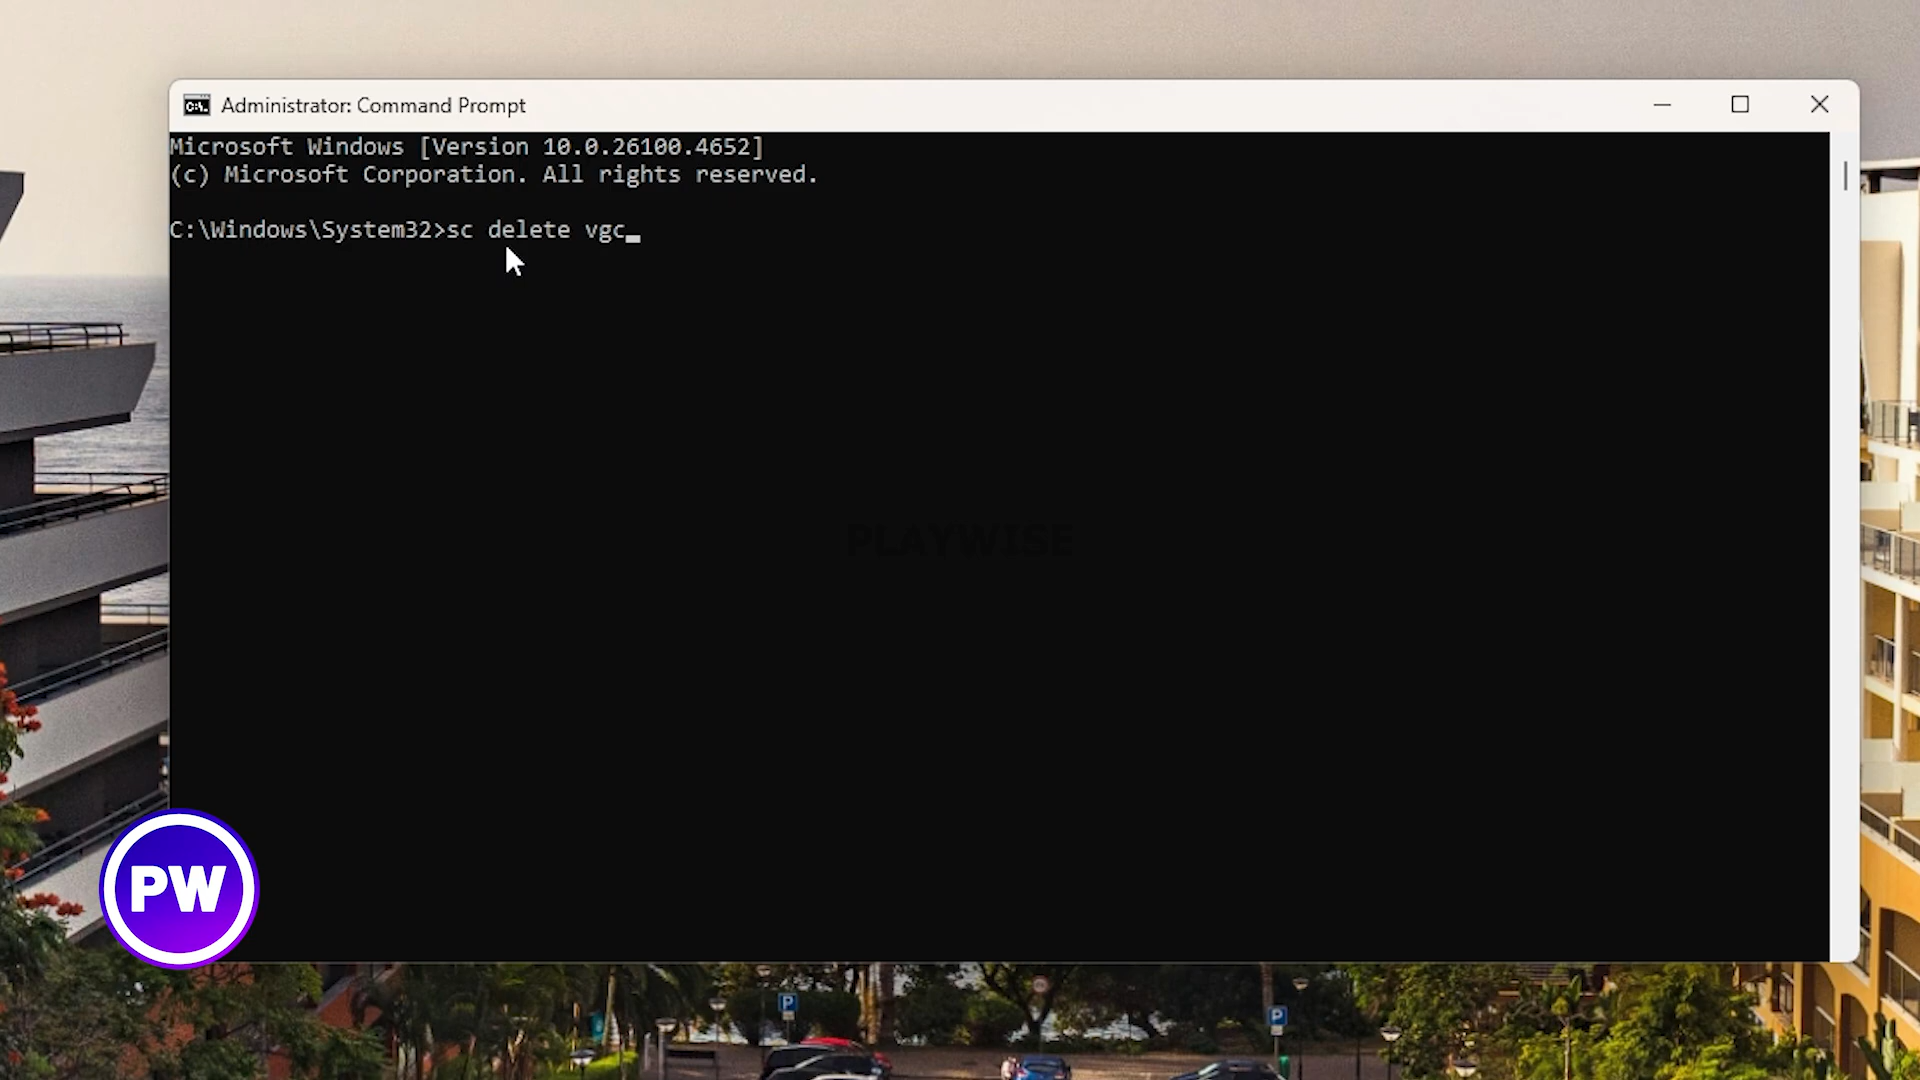 Administrator: Command Prompt
Microsoft Windows [Version 10.0.26100.4652]
(c) Microsoft Corporation. All rights reserved.
C:\Windows\System32>sc delete vgc
PLAYWISE
PW
P
P